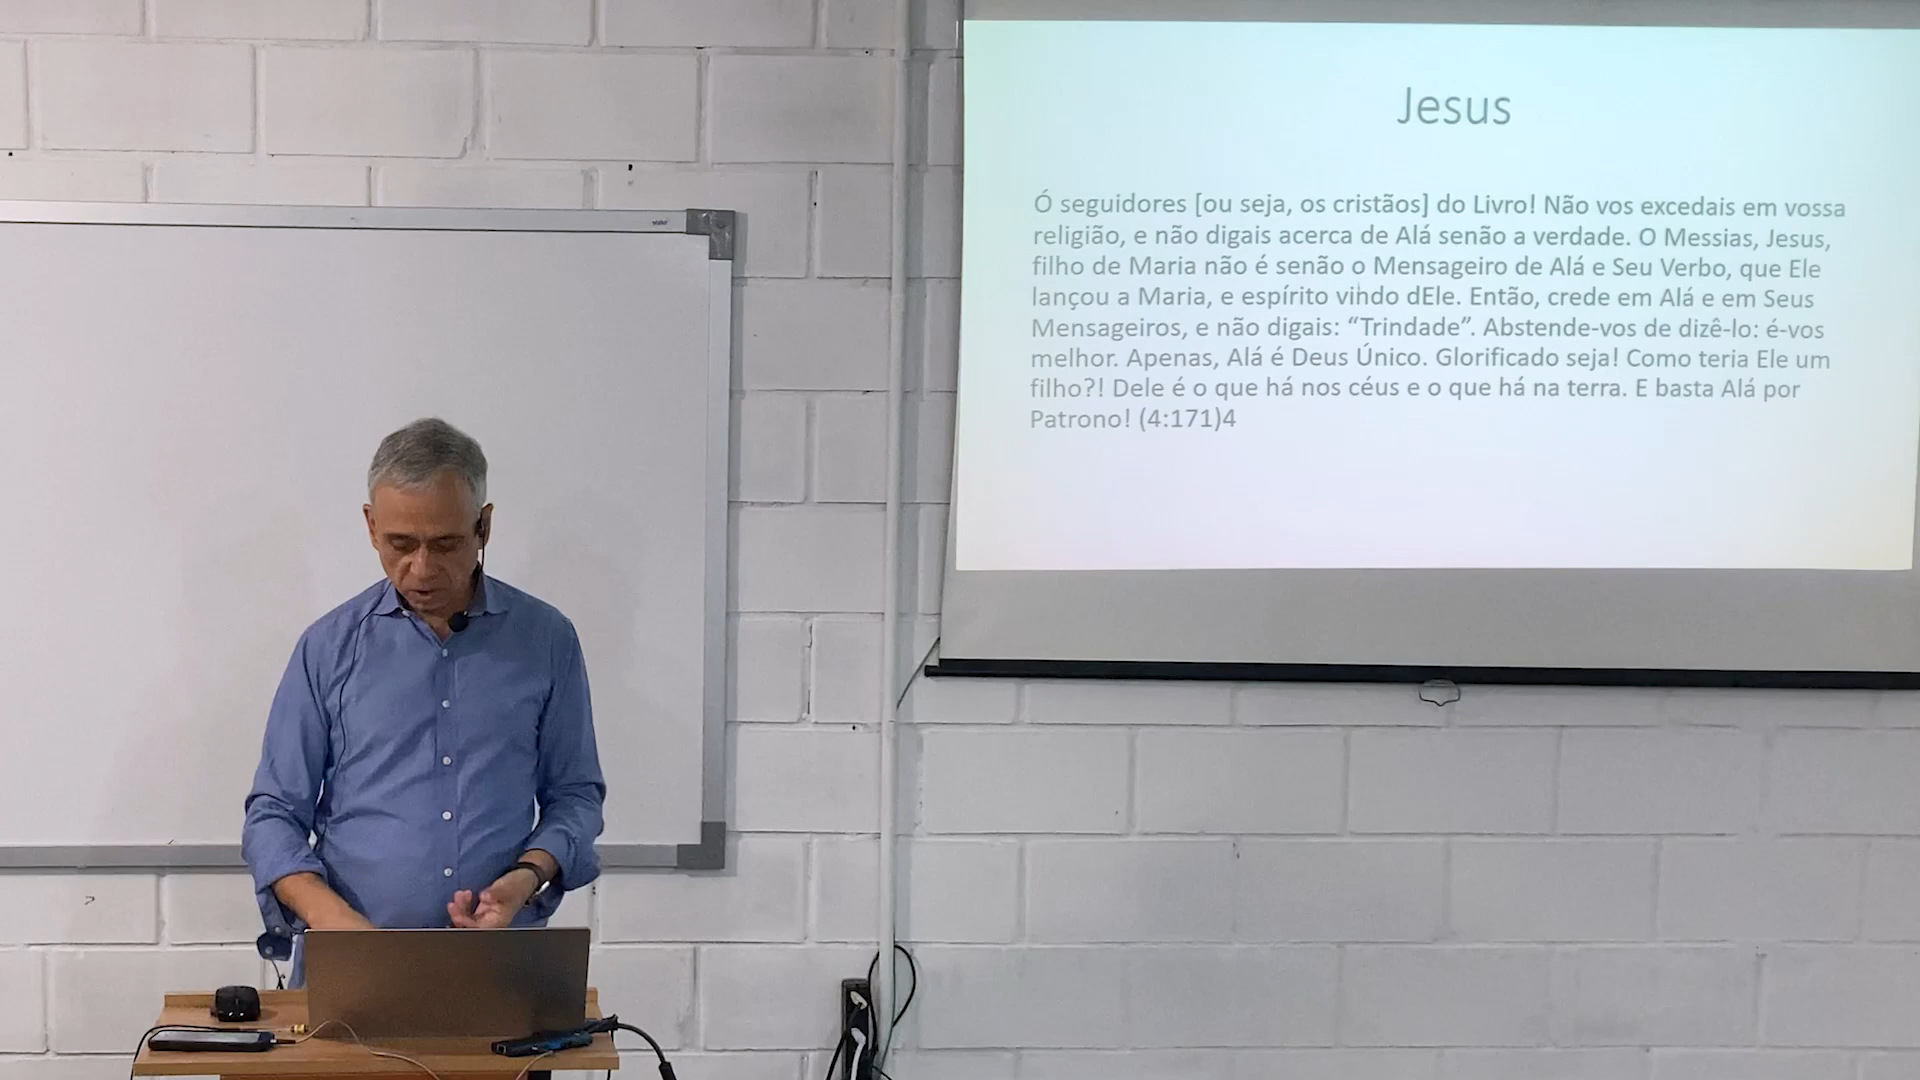 Jesus
Ó seguidores [ou seja, os cristãos] do Livro! Não vos excedais em vossa
religião, e não digais acerca de Alá senão a verdade. O Messias, Jesus,
filho de Maria não é senão o Mensageiro de Alá e Seu Verbo, que Ele
lançou a Maria, e espírito vindo dEle. Então, crede em Alá e em Seus
Mensageiros, e não digais: “Trindade”. Abstende-vos de dizê-lo: é-vos
melhor. Apenas, Alá é Deus Único. Glorificado seja! Como teria Ele um
filho?! Dele é o que há nos céus e o que há na terra. E basta Alá por
Patrono! (4:171)4